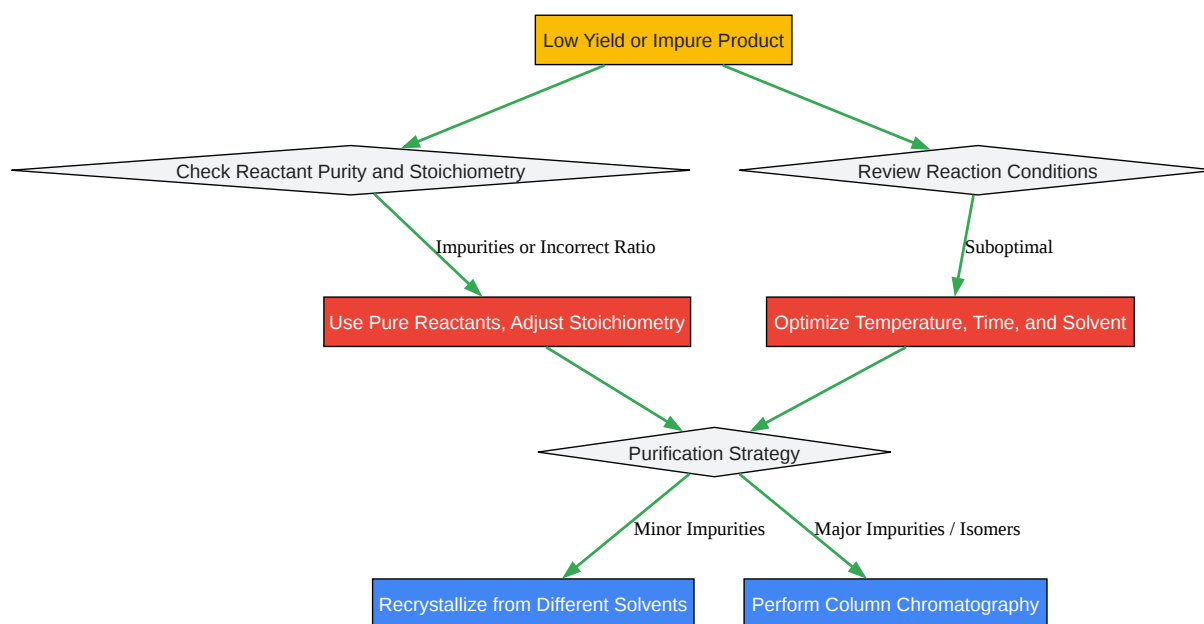 Low Yield or Impure Product
Check Reactant Purity and Stoichiometry
Review Reaction Conditions
Impurities or Incorrect Ratio
Suboptimal
Use Pure Reactants, Adjust Stoichiometry
Optimize Temperature, Time, and Solvent
Purification Strategy
Minor Impurities
Major Impurities / Isomers
Recrystallize from Different Solvents
Perform Column Chromatography